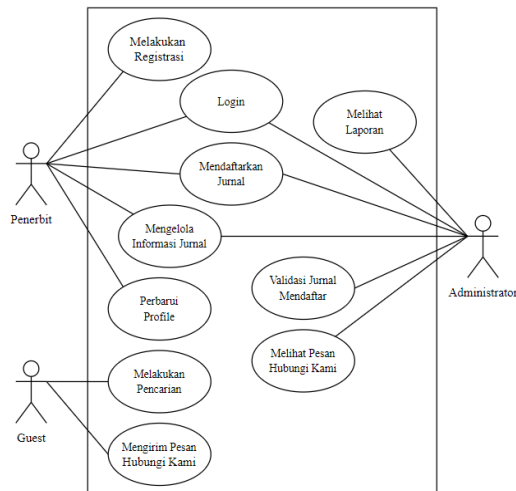 Melakukan
Registrasi
Login
Melihat
Laporan
Mendaftarkan
Jurnal
Penerbit
Mengelola
Informasi Jurnal
Validasi Jurnal
Mendaftar
Administrator
Perbarui
Profile
Melihat Pesan
Hubungi Kami
Melakukan
Pencarian
Guest
Mengirim Pesan
Hubungi Kami